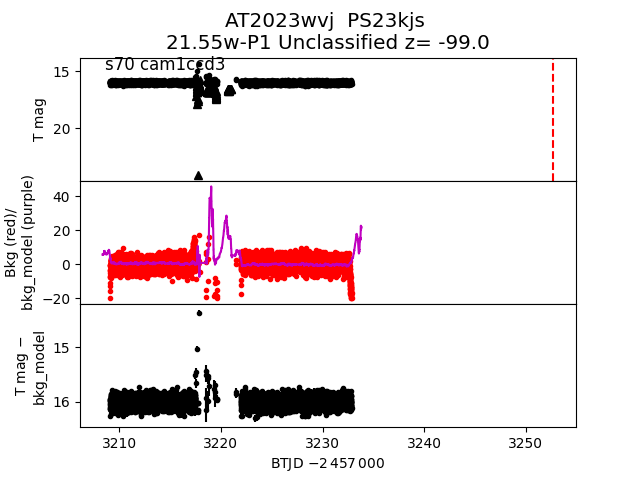 AT2023wvj  PS23kjs
21.55w-P1 Unclassified z= -99.0
s70 cam1ccd3
15
20
T mag
40
20
0
−20
Bkg (red)/
bkg_model (purple)
15
16
T mag −
bkg_model
3210
3220
3230
3240
3250
BTJD −2 457 000